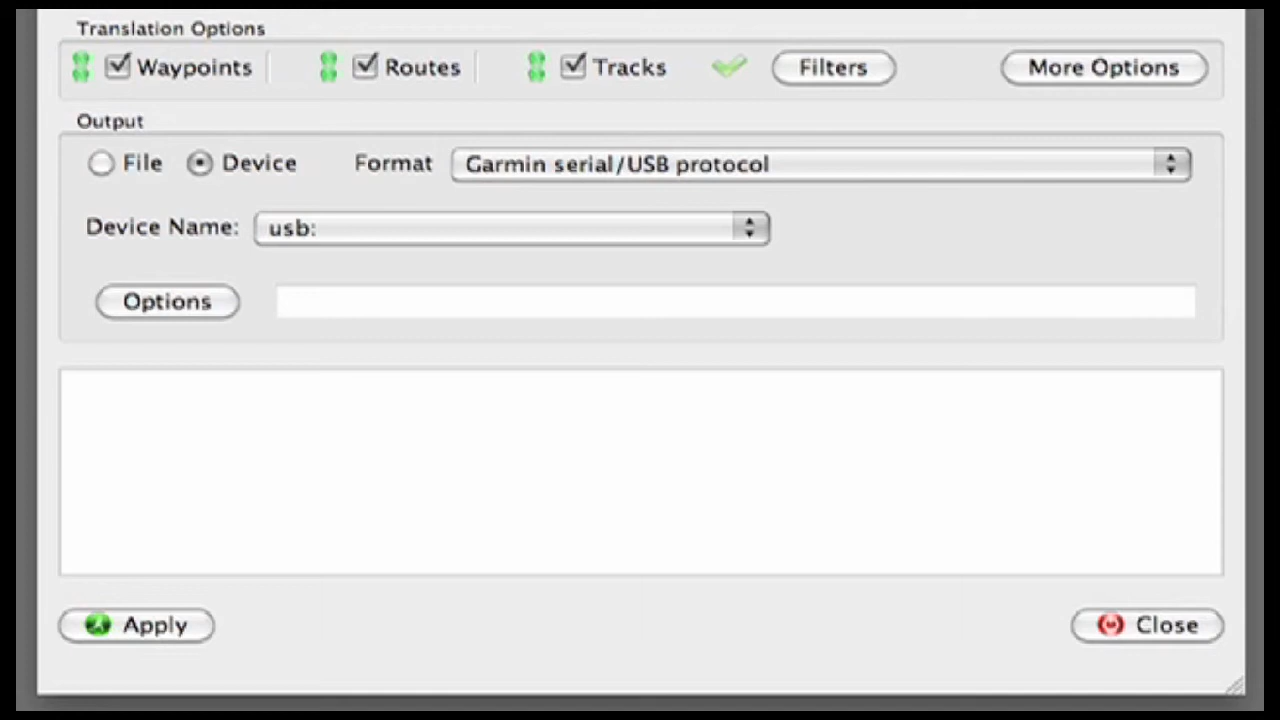 Translation Options
Waypoints Routes Tracks Filters More Options
Output
File Device Format Garmin serial/USB protocol
Device Name: usb:
Options
Apply Close